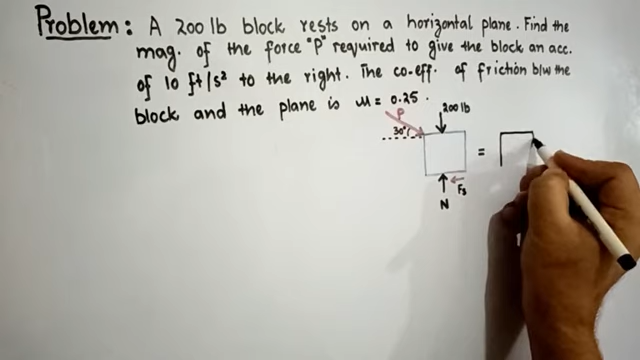 Problem: A 200 lb block rests on a horizontal plane. Find the
mag. of the force "P" required to give the block an acc.
of 10 ft/s² to the right. The co.eff. of friction b/w the
block and the plane is μ = 0.25.
P
200 lb
30°
=
F₃
N